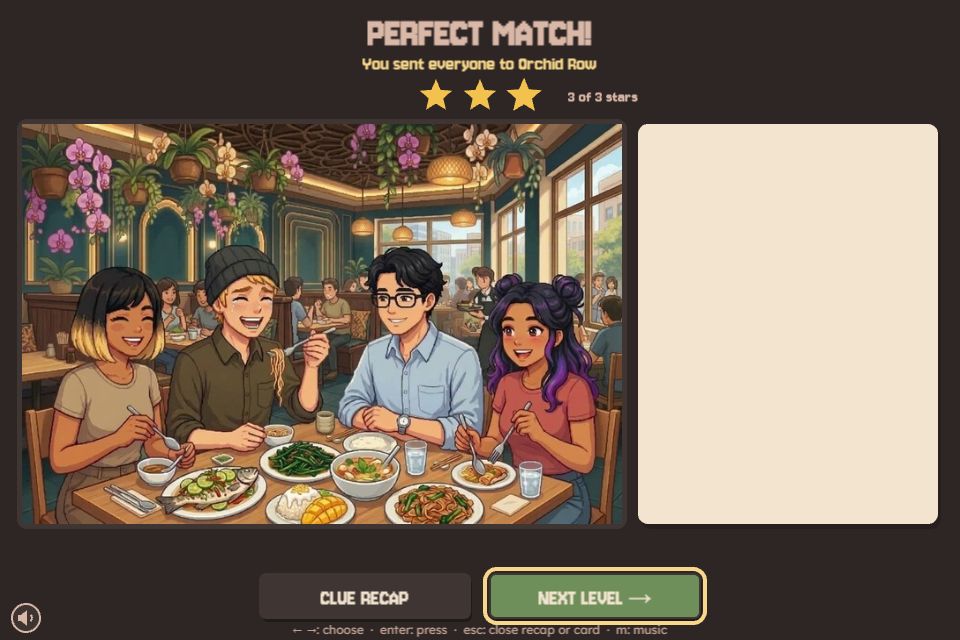 PERFECT MATCH!
You sent everyone to Orchid Row
3 of 3 stars
CLUE RECAP
NEXT LEVEL →
← →: choose · enter: press · esc: close recap or card · m: music